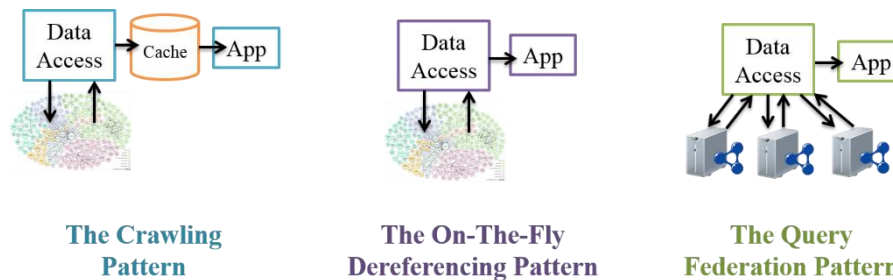 Data
Access
Cache
App
Data
Access
App
Data
Access
App
The Crawling
Pattern
The On-The-Fly
Dereferencing Pattern
The Query
Federation Pattern